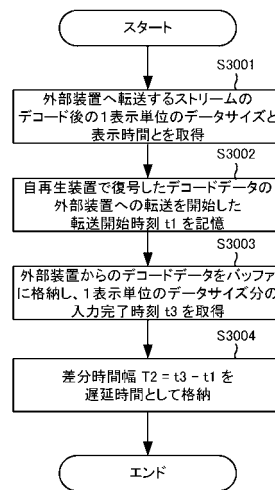 スタート
S3001
外部装置へ転送するストリームの
デコード後の1表示単位のデータサイズと
表示時間とを取得
S3002
自再生装置で復号したデコードデータの
外部装置への転送を開始した
転送開始時刻 t1 を記憶
S3003
外部装置からのデコードデータをバッファ
に格納し、1表示単位のデータサイズ分の
入力完了時刻 t3 を取得
S3004
差分時間幅 T2 = t3 - t1 を
遅延時間として格納
エンド